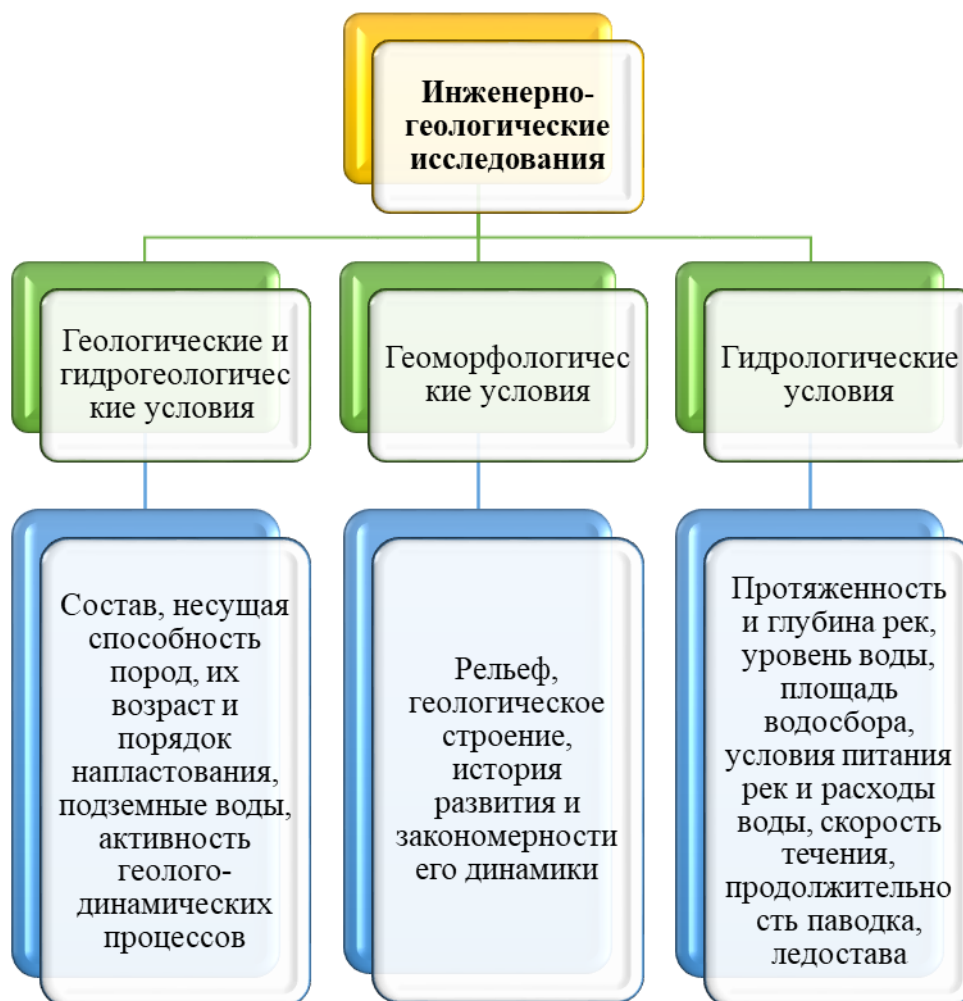 Инженерно-
геологические
исследования
Геологические и
гидрогеологичес
кие условия
Геоморфологичес
кие условия
Гидрологические
условия
Состав, несущая
способность
пород, их
возраст и
порядок
напластования,
подземные воды,
активность
геолого-
динамических
процессов
Рельеф,
геологическое
строение,
история
развития и
закономерности
его динамики
Протяженность
и глубина рек,
уровень воды,
площадь
водосбора,
условия питания
рек и расходы
воды, скорость
течения,
продолжительно
сть паводка,
ледостава